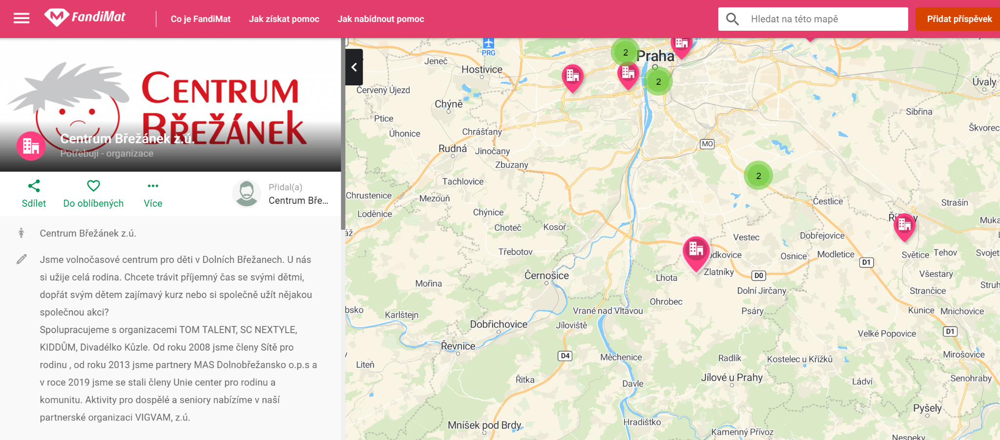 FandiMat
Co je FandiMat
Jak získat pomoc
Jak nabídnout pomoc
Hledat na této mapě
Přidat příspěvek
CENTRUM
BŘEŽÁNEK
Centrum Břežánek z.ú.
Potřebuji - organizace
Sdílet
Do oblíbených
Více
Přidal(a)
Centrum Bře...
Centrum Břežánek z.ú.
Jsme volnočasové centrum pro děti v Dolních Břežanech. U nás
si užije celá rodina. Chcete trávit příjemný čas se svými dětmi,
dopřát svým dětem zajímavý kurz nebo si společně užít nějakou
společnou akci?
Spolupracujeme s organizacemi TOM TALENT, SC NEXTYLE,
KIDDŮM, Divadélko Kůzle. Od roku 2008 jsme členy Sítě pro
rodinu , od roku 2013 jsme partnery MAS Dolnobřežansko o.p.s a
v roce 2019 jsme se stali členy Unie center pro rodinu a
komunitu. Aktivity pro dospělé a seniory nabízíme v naší
partnerské organizaci VIGVAM, z.ú.
PRG
2
Praha
Jeneč
Hostivice
2
Úvaly
Červený Újezd
Chýně
Sibřina
Ptice
Úhonice
Chrášťany
Škvorec
MO
Rudná
Jinočany
Zbuzany
2
Tachlovice
Chrustenice
Mezouň
Čestlice
Strašín
Loděnice
Chýnice
Choteč
Kosoř
Muka
áž
Vestec
Dobřejovice
Třebotov
odkovice
Osnice
Modletice
Světice
Tehov
Svojeti
D1
Zlatníky
Černošice
Lhota
D0
Všestary
Mořina
Struh
Dolní Jirčany
Strančice
Ohrobec
bsko
Karlštejn
Vrané nad Vltavou
Psáry
Kunice
Mnichovice
Dobřichovice
Jíloviště
Velké Popovice
D1
Řevnice
D4
Měchenice
Radlík
Kostelec u Křížků
Mirošovice
Liteň
Řitka
Jílové u Prahy
Ládví
Senohraby
Davle
Pyšely
Mníšek pod Brdy
Hradištko
Kamenný Přívoz
Nespeky